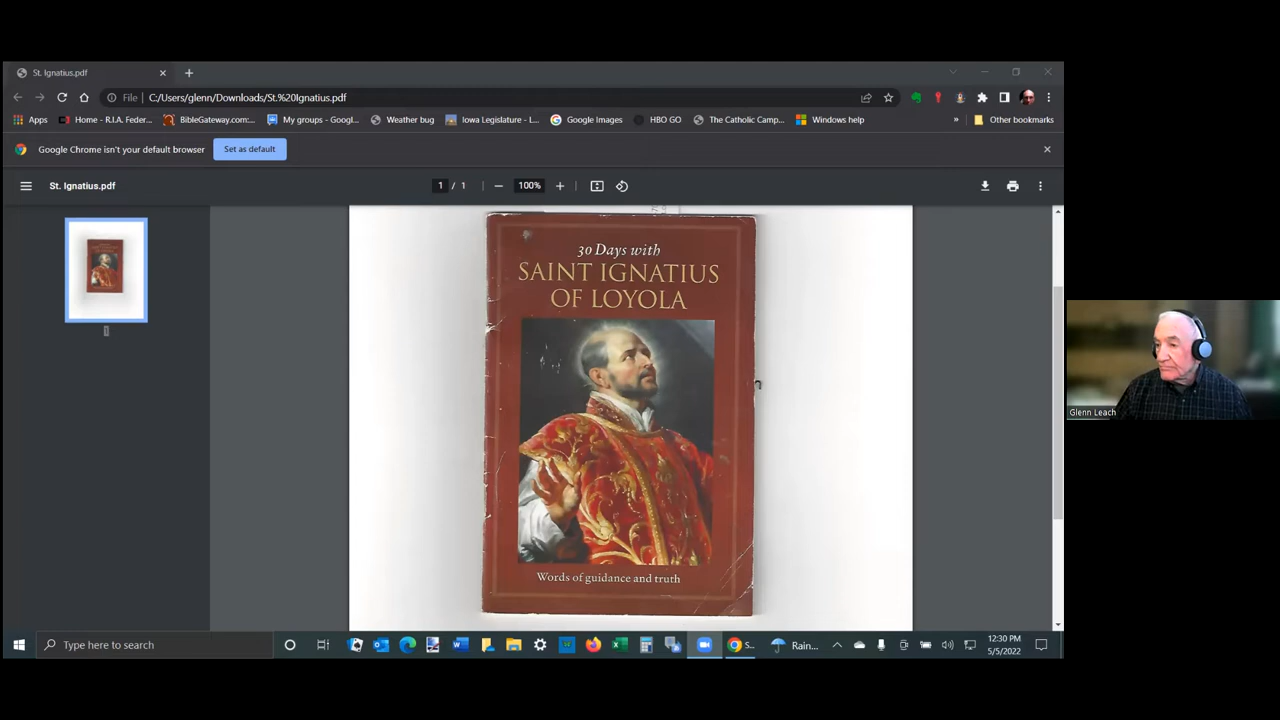 St. Ignatius.pdf
File
C:/Users/glenn/Downloads/St.%20Ignatius.pdf
Apps
Home - R.I.A. Feder...
BibleGateway.com:...
My groups - Googl...
Weather bug
Iowa Legislature - I...
Google Images
HBO GO
The Catholic Camp...
Windows help
»
Other bookmarks
Google Chrome isn't your default browser
Set as default
St. Ignatius.pdf
1 / 1
100%
30 Days with
SAINT IGNATIUS
OF LOYOLA
Words of guidance and truth
Glenn Leach
Type here to search
S...
Rain...
12:30 PM
5/5/2022